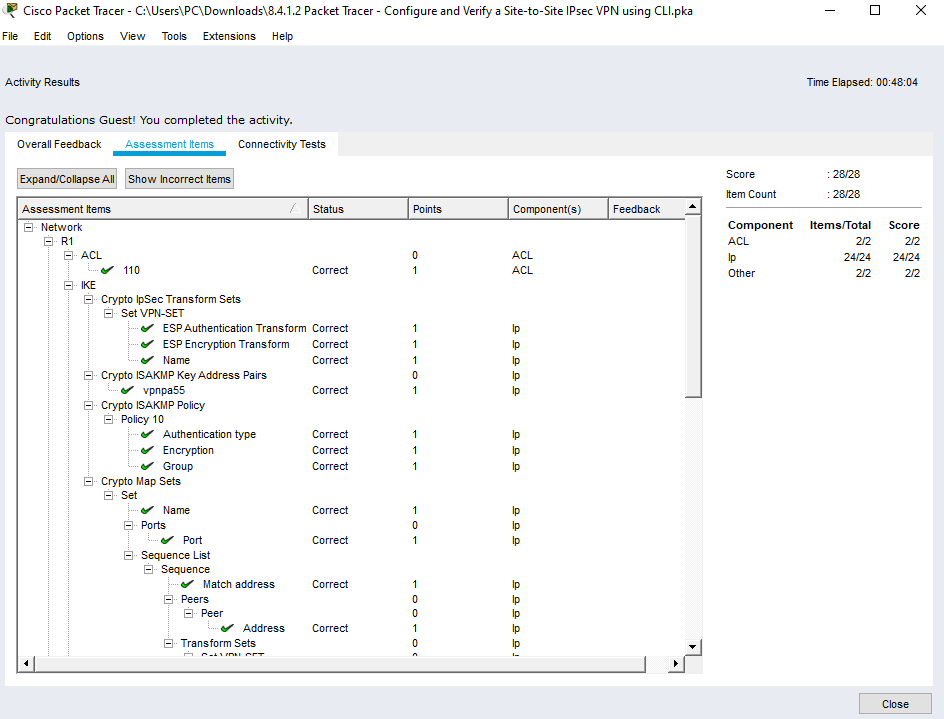 Cisco Packet Tracer - C:\Users\PC\Downloads\8.4.1.2 Packet Tracer - Configure and Verify a Site-to-Site IPsec VPN using CLI.pka
File Edit Options View Tools Extensions Help
Activity Results
Time Elapsed: 00:48:04
Congratulations Guest! You completed the activity.
Overall Feedback Assessment Items Connectivity Tests
Expand/Collapse All Show Incorrect Items
Assessment Items Status Points Component(s) Feedback
Network
R1
ACL 0 ACL
110 Correct 1 ACL
IKE
Crypto IpSec Transform Sets
Set VPN-SET
ESP Authentication Transform Correct 1 Ip
ESP Encryption Transform Correct 1 Ip
Name Correct 1 Ip
Crypto ISAKMP Key Address Pairs 0 Ip
vpnpa55 Correct 1 Ip
Crypto ISAKMP Policy
Policy 10
Authentication type Correct 1 Ip
Encryption Correct 1 Ip
Group Correct 1 Ip
Crypto Map Sets
Set
Name Correct 1 Ip
Ports 0 Ip
Port Correct 1 Ip
Sequence List
Sequence
Match address Correct 1 Ip
Peers 0 Ip
Peer 0 Ip
Address Correct 1 Ip
Transform Sets 0 Ip
Set VPN-SET 0 Ip
Score : 28/28
Item Count : 28/28
Component Items/Total Score
ACL 2/2 2/2
Ip 24/24 24/24
Other 2/2 2/2
Close